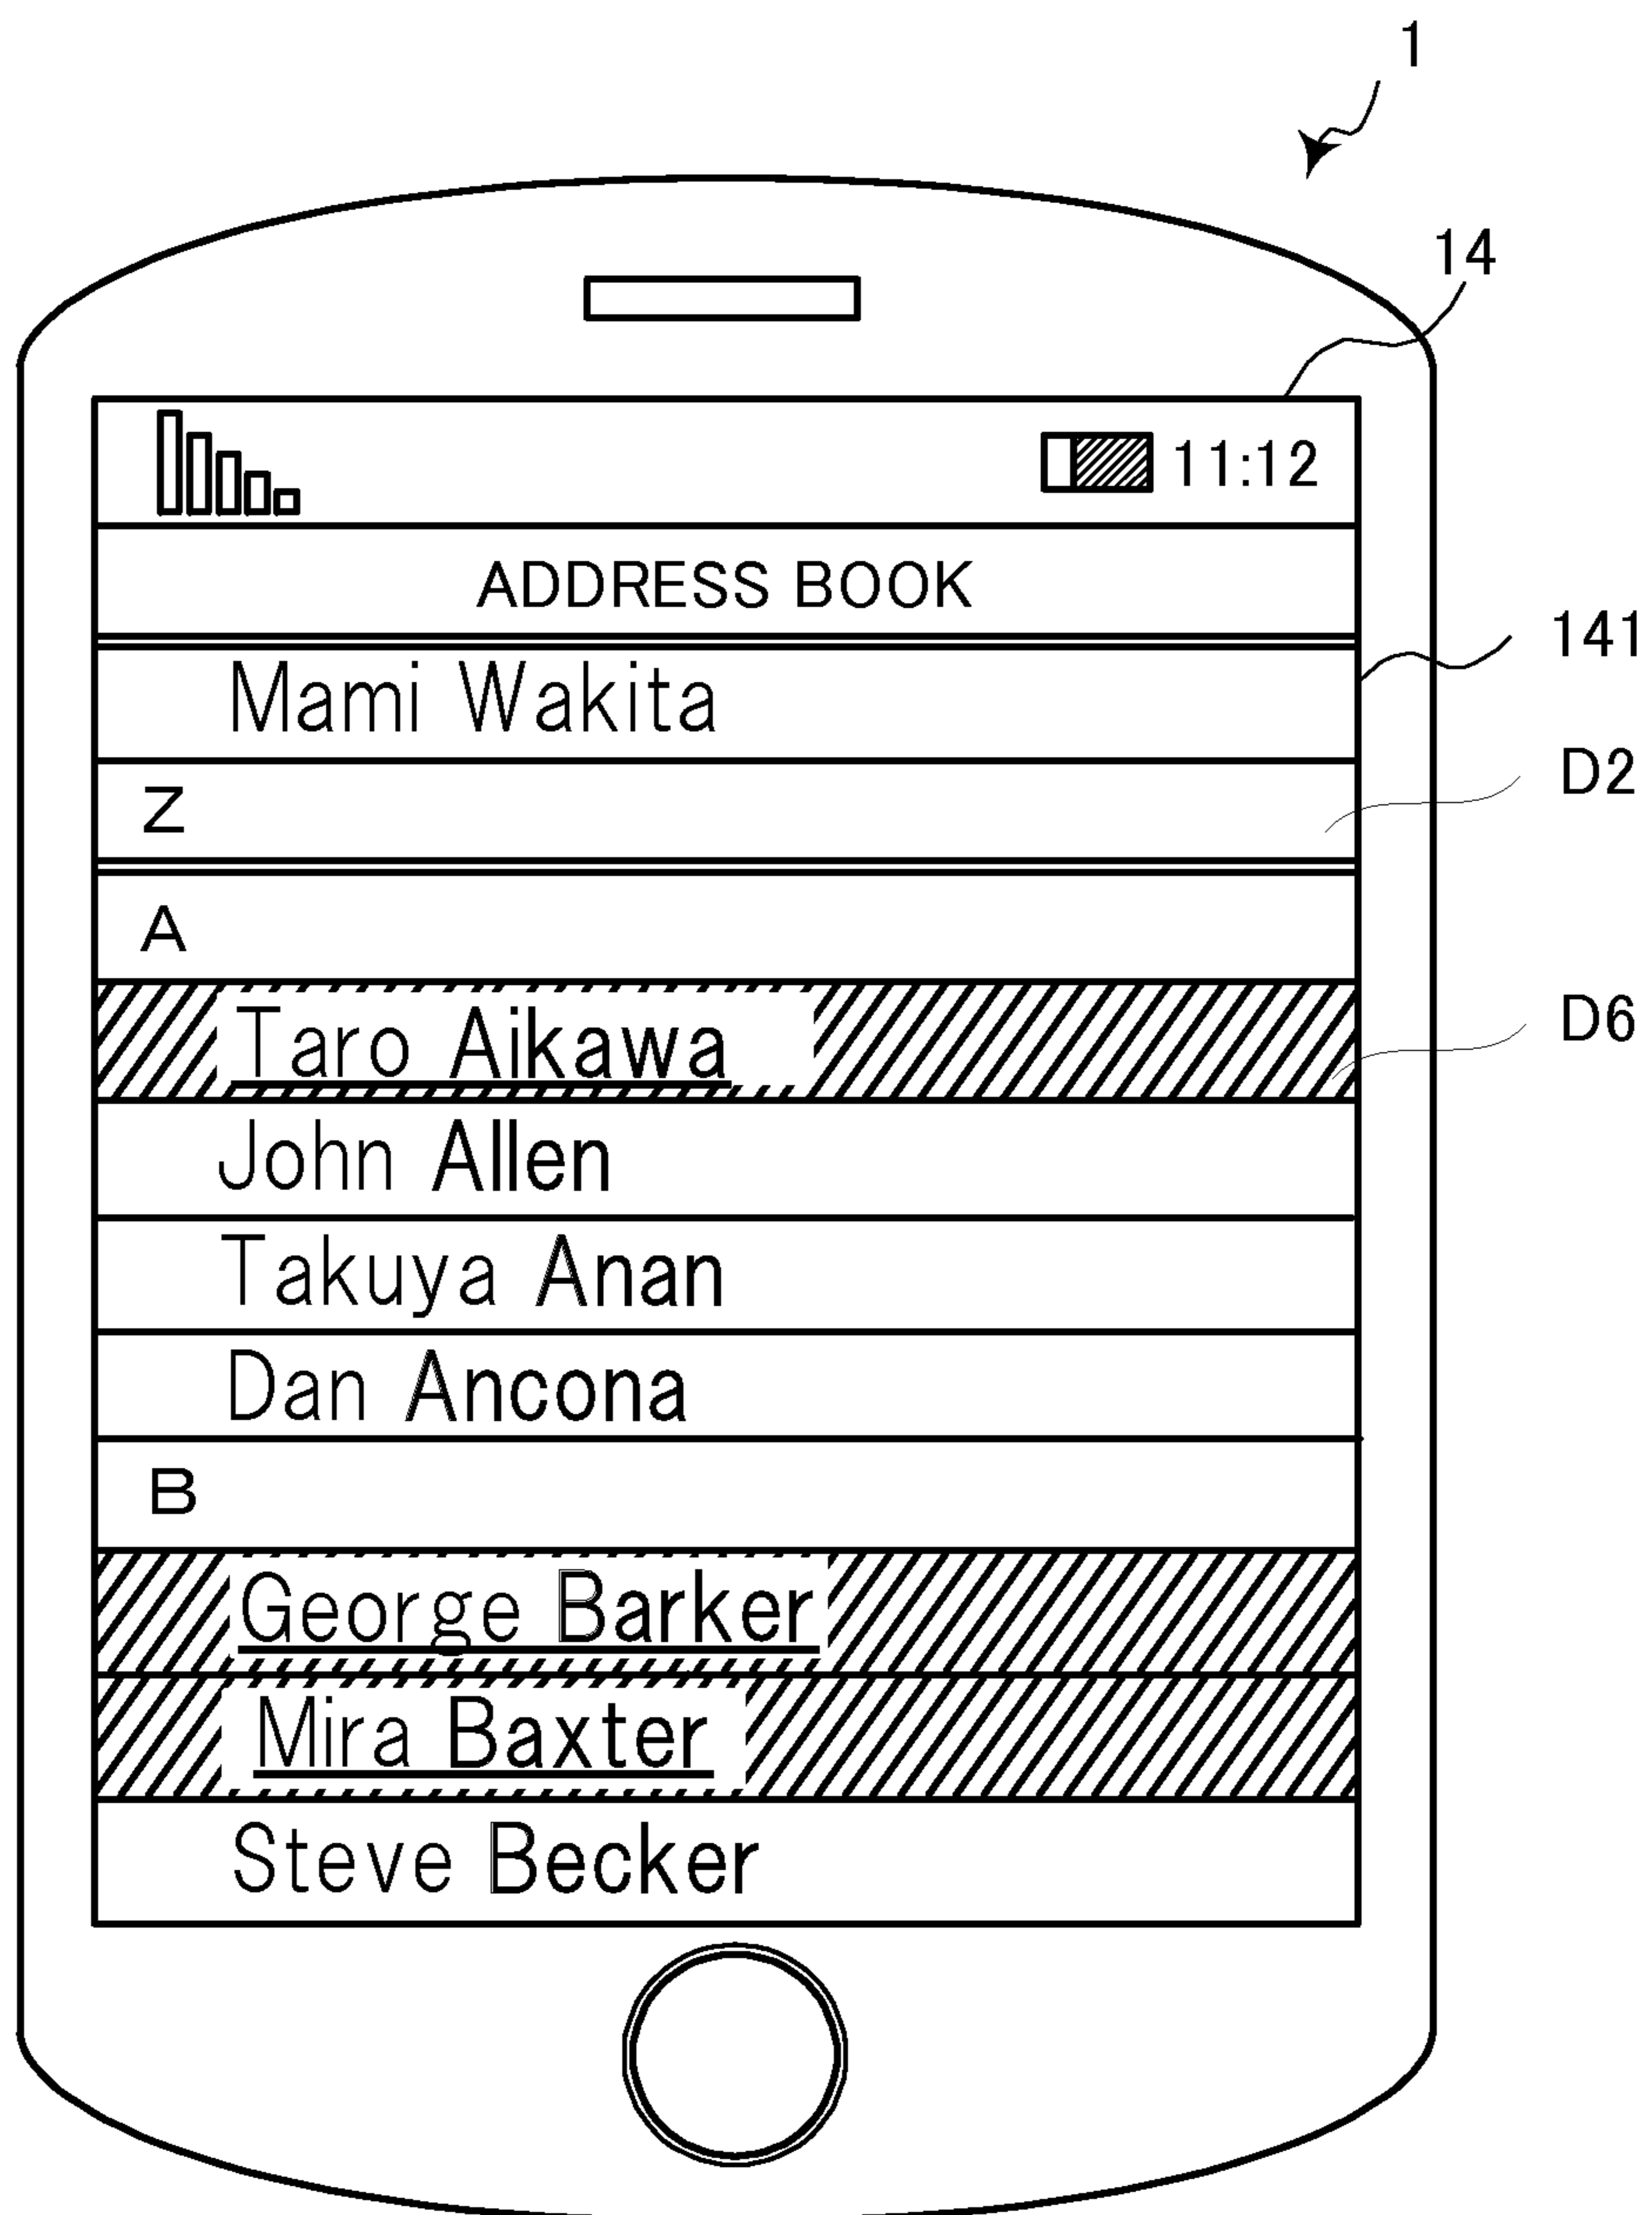 1
14
11:12
ADDRESS BOOK
141
Mami Wakita
D2
Z
A
D6
Taro Aikawa
John Allen
Takuya Anan
Dan Ancona
B
George Barker
Mira Baxter
Steve Becker